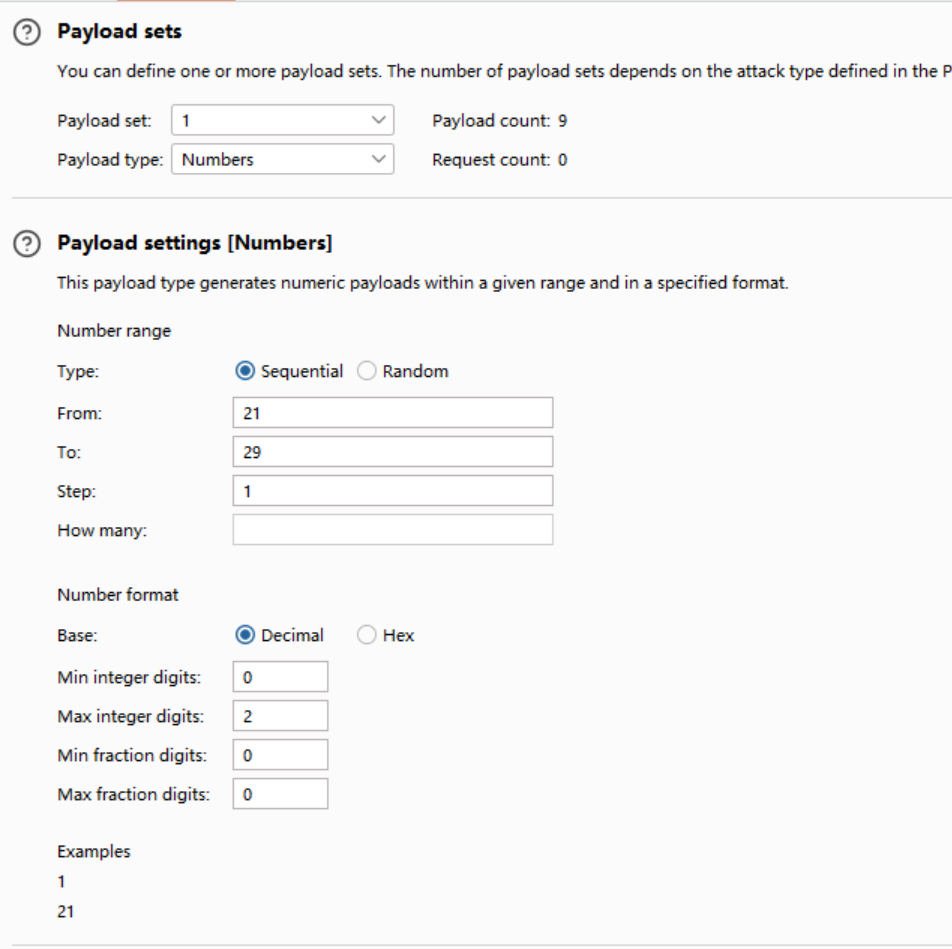 Payload sets
You can define one or more payload sets. The number of payload sets depends on the attack type defined in the P
Payload set: 1 Payload count: 9
Payload type: Numbers Request count: 0
Payload settings [Numbers]
This payload type generates numeric payloads within a given range and in a specified format.
Number range
Type: Sequential Random
From: 21
To: 29
Step: 1
How many:
Number format
Base: Decimal Hex
Min integer digits: 0
Max integer digits: 2
Min fraction digits: 0
Max fraction digits: 0
Examples
1
21